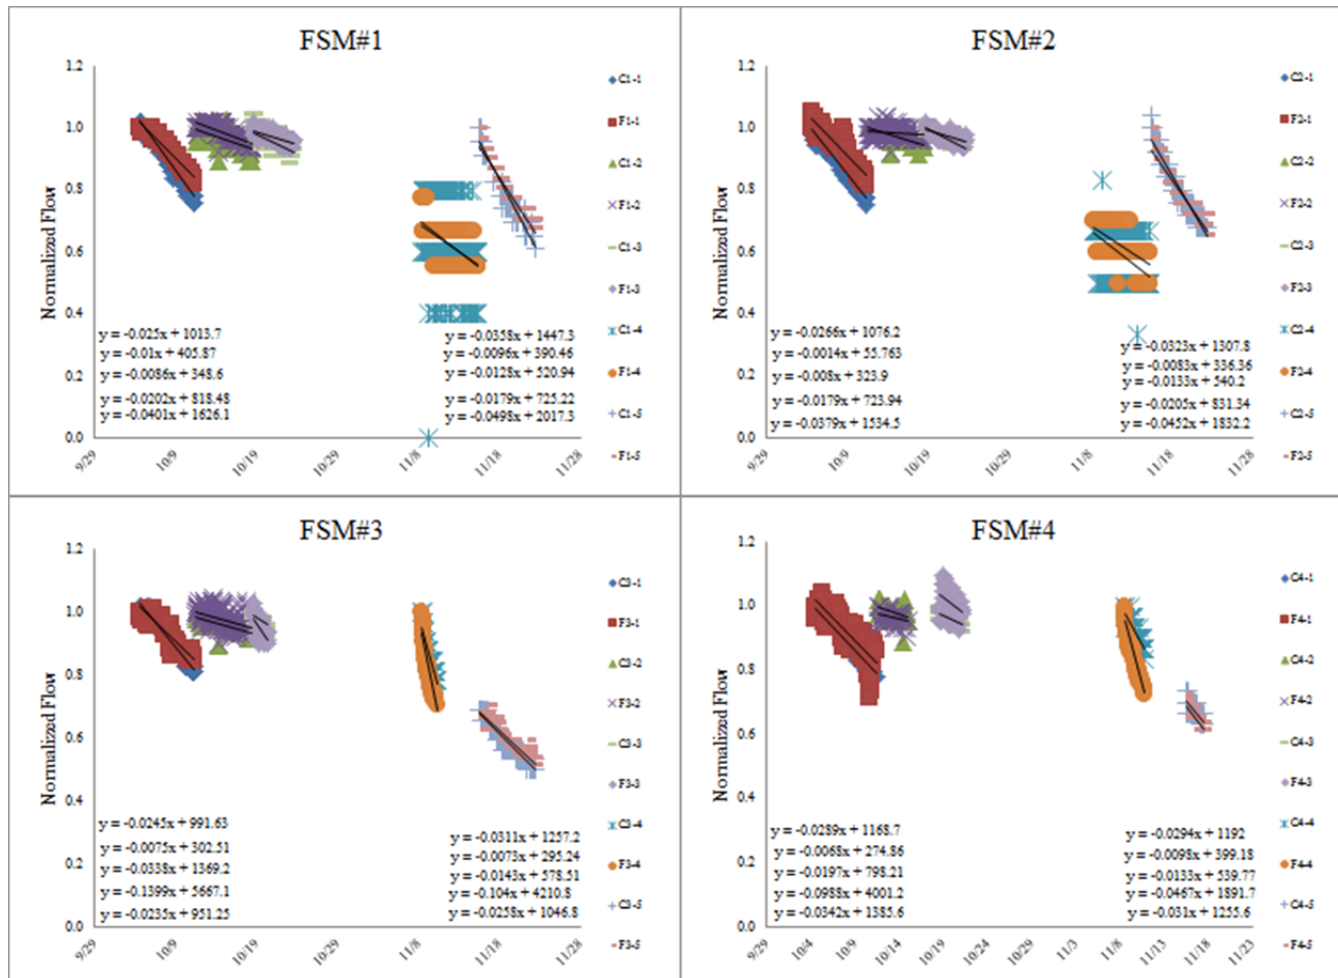 FSM#1
1.2
1.0
0.8
0.6
0.4
0.2
0.0
Normalized Flow
y = -0.025x + 1013.7
y = -0.01x + 405.87
y = -0.0086x + 348.6
y = -0.0202x + 818.48
y = -0.0401x + 1626.1
y = -0.0358x + 1447.3
y = -0.0096x + 390.46
y = -0.0128x + 520.94
y = -0.0179x + 725.22
y = -0.0498x + 2017.3
9/29 10/9 10/19 10/29 11/8 11/18 11/28
C1-1
F1-1
C1-2
F1-2
C1-3
F1-3
C1-4
F1-4
C1-5
F1-5
FSM#2
1.2
1.0
0.8
0.6
0.4
0.2
0.0
Normalized Flow
y = -0.0266x + 1076.2
y = -0.0014x + 55.763
y = -0.008x + 323.9
y = -0.0179x + 723.94
y = -0.0379x + 1534.5
y = -0.0323x + 1307.8
y = -0.0083x + 336.36
y = -0.0133x + 540.2
y = -0.0205x + 831.34
y = -0.0452x + 1832.2
9/29 10/9 10/19 10/29 11/8 11/18 11/28
C2-1
F2-1
C2-2
F2-2
C2-3
F2-3
C2-4
F2-4
C2-5
F2-5
FSM#3
1.2
1.0
0.8
0.6
0.4
0.2
0.0
Normalized Flow
y = -0.0245x + 991.63
y = -0.0075x + 302.51
y = -0.0338x + 1369.2
y = -0.1399x + 5667.1
y = -0.0235x + 951.25
y = -0.0311x + 1257.2
y = -0.0073x + 295.24
y = -0.0143x + 578.51
y = -0.104x + 4210.8
y = -0.0258x + 1046.8
9/29 10/9 10/19 10/29 11/8 11/18 11/28
C3-1
F3-1
C3-2
F3-2
C3-3
F3-3
C3-4
F3-4
C3-5
F3-5
FSM#4
1.2
1.0
0.8
0.6
0.4
0.2
0.0
Normalized Flow
y = -0.0289x + 1168.7
y = -0.0068x + 274.86
y = -0.0197x + 798.21
y = -0.0988x + 4001.2
y = -0.0342x + 1385.6
y = -0.0294x + 1192
y = -0.0098x + 399.18
y = -0.0133x + 539.77
y = -0.0467x + 1891.7
y = -0.031x + 1255.6
9/29 10/4 10/9 10/14 10/19 10/24 10/29 11/3 11/8 11/13 11/18 11/23
C4-1
F4-1
C4-2
F4-2
C4-3
F4-3
C4-4
F4-4
C4-5
F4-5